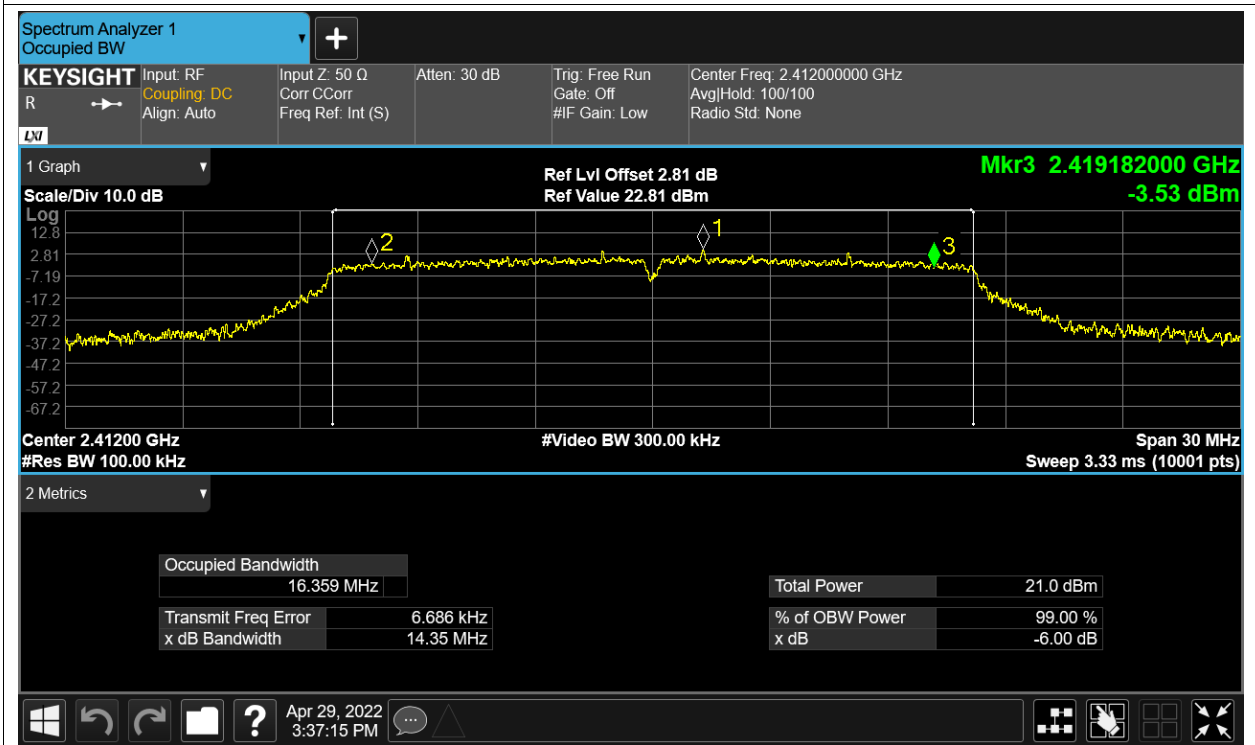 Spectrum Analyzer 1
Occupied BW
KEYSIGHT
R
LXI
Input: RF
Coupling: DC
Align: Auto
Input Z: 50 Ω
Corr CCorr
Freq Ref: Int (S)
Atten: 30 dB
Trig: Free Run
Gate: Off
#IF Gain: Low
Center Freq: 2.412000000 GHz
Avg|Hold: 100/100
Radio Std: None
1 Graph
Scale/Div 10.0 dB
Ref Lvl Offset 2.81 dB
Ref Value 22.81 dBm
Mkr3 2.419182000 GHz
-3.53 dBm
Log
12.8
2.81
-7.19
-17.2
-27.2
-37.2
-47.2
-57.2
-67.2
2
1
3
Center 2.41200 GHz
#Res BW 100.00 kHz
#Video BW 300.00 kHz
Span 30 MHz
Sweep 3.33 ms (10001 pts)
2 Metrics
Occupied Bandwidth
16.359 MHz
Transmit Freq Error 6.686 kHz
x dB Bandwidth 14.35 MHz
Total Power 21.0 dBm
% of OBW Power 99.00 %
x dB -6.00 dB
?
Apr 29, 2022
3:37:15 PM